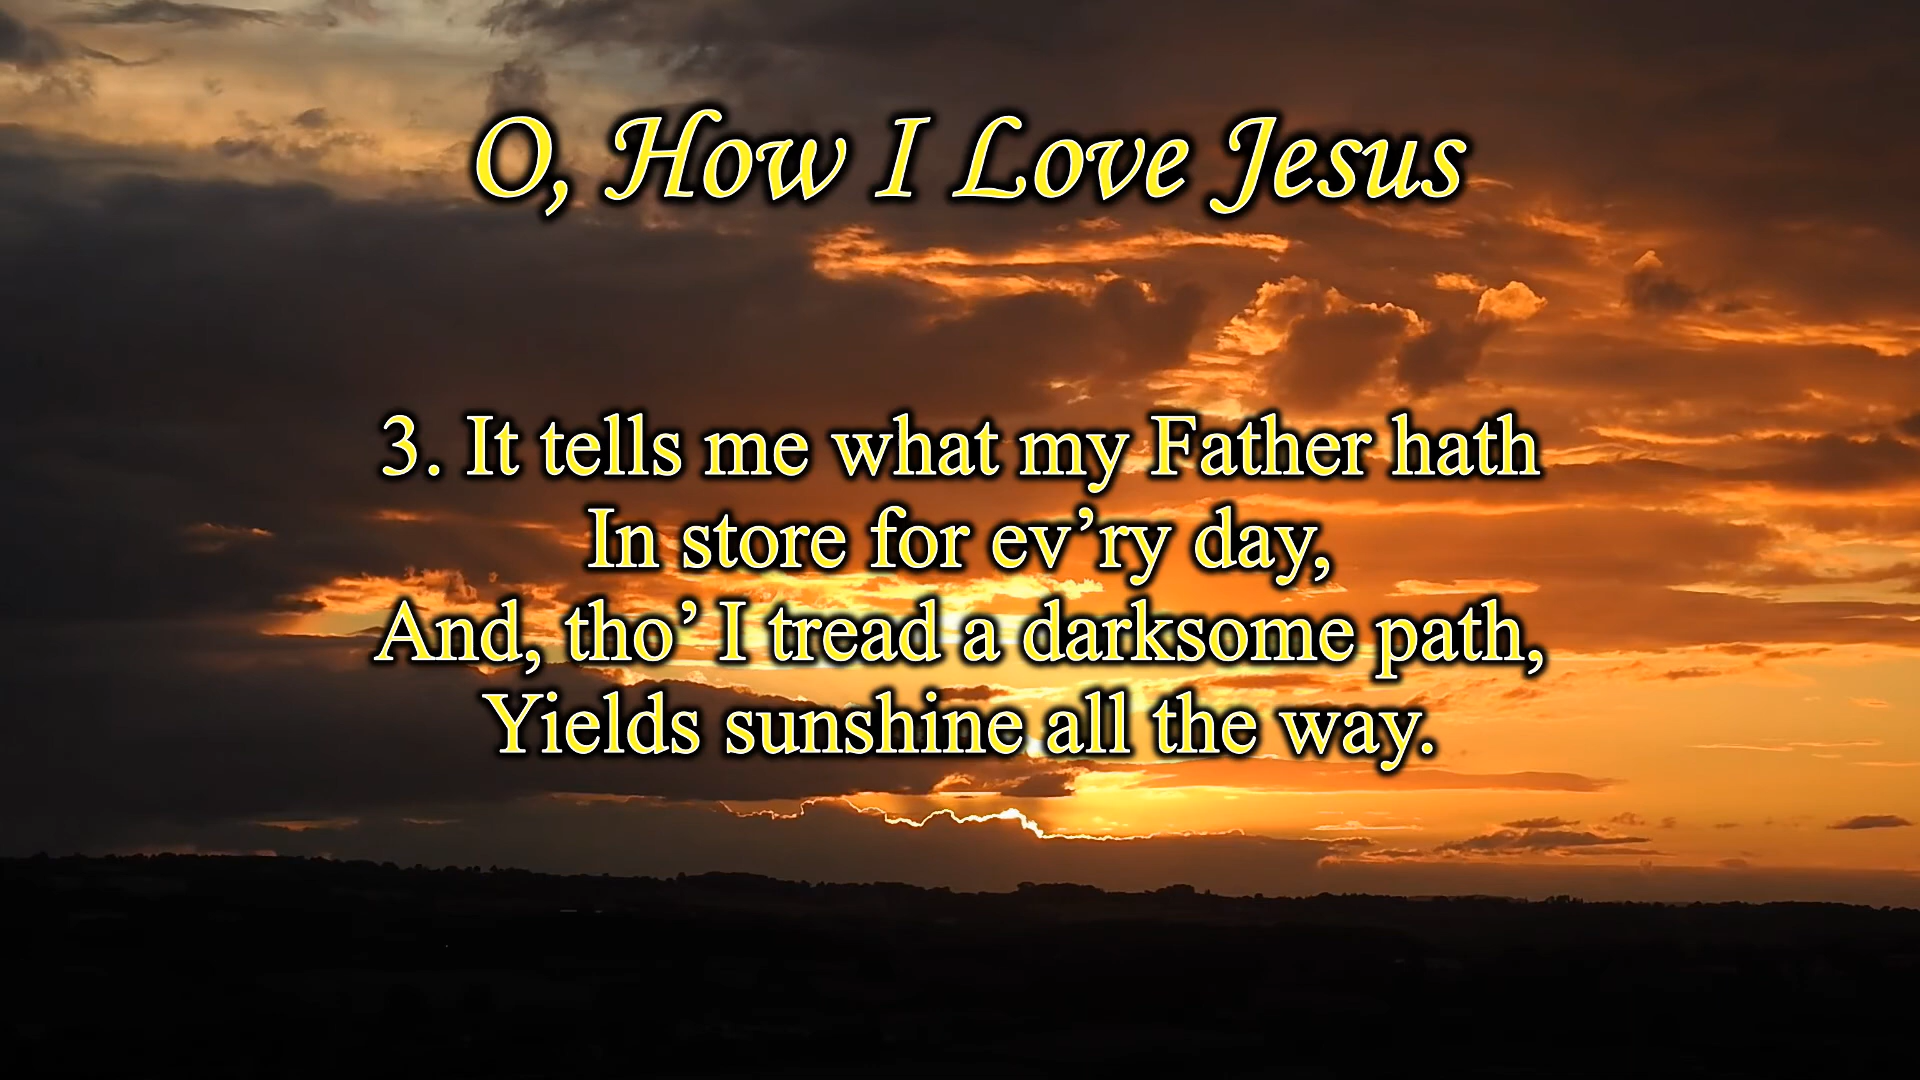 O, How I Love Jesus
3. It tells me what my Father hath
In store for ev’ry day,
And, tho’ I tread a darksome path,
Yields sunshine all the way.